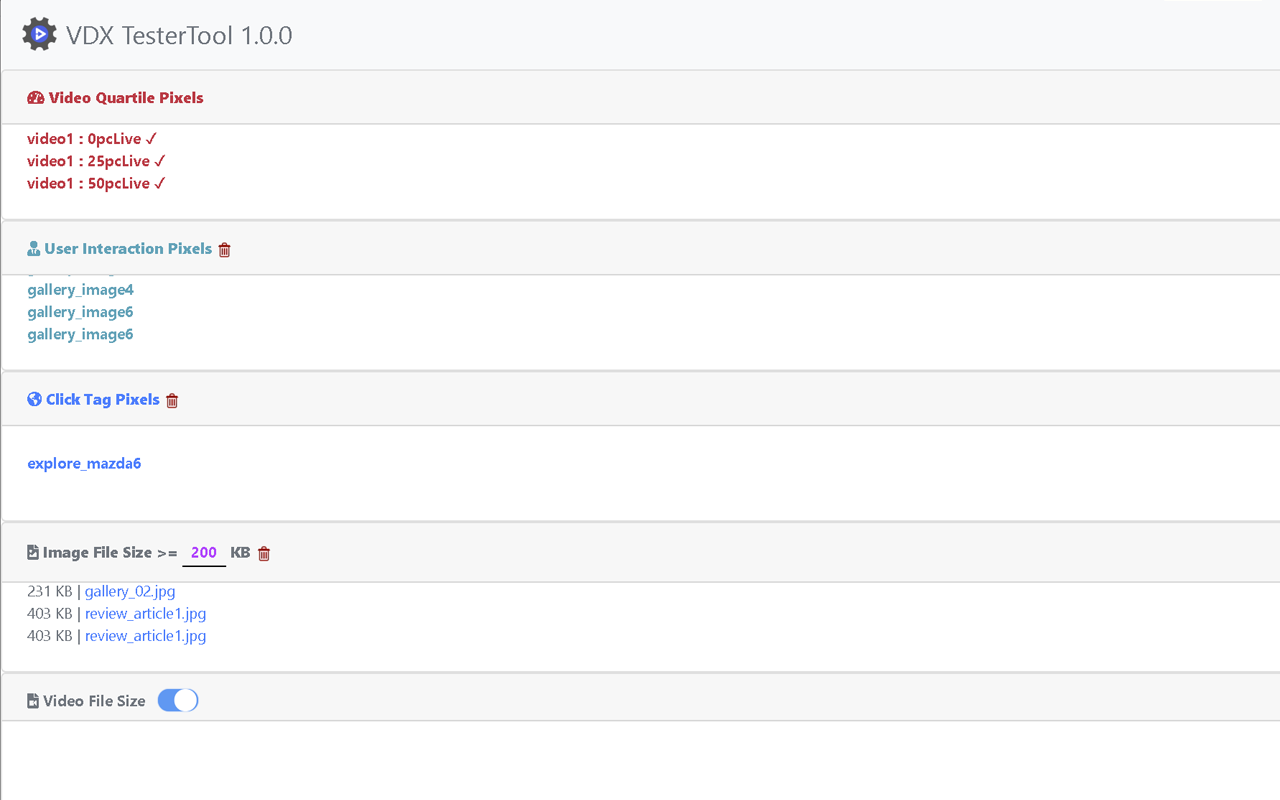 VDX TesterTool 1.0.0
Video Quartile Pixels
video1 : 0pcLive ✓
video1 : 25pcLive ✓
video1 : 50pcLive ✓
User Interaction Pixels
gallery_image4
gallery_image6
gallery_image6
Click Tag Pixels
explore_mazda6
Image File Size >= 200 KB
231 KB | gallery_02.jpg
403 KB | review_article1.jpg
403 KB | review_article1.jpg
Video File Size